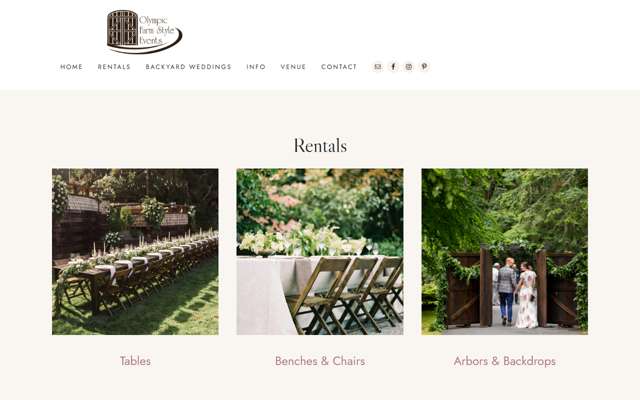 Olympic
Farm Style
Events
HOME RENTALS BACKYARD WEDDINGS INFO VENUE CONTACT
Rentals
Tables Benches & Chairs Arbors & Backdrops